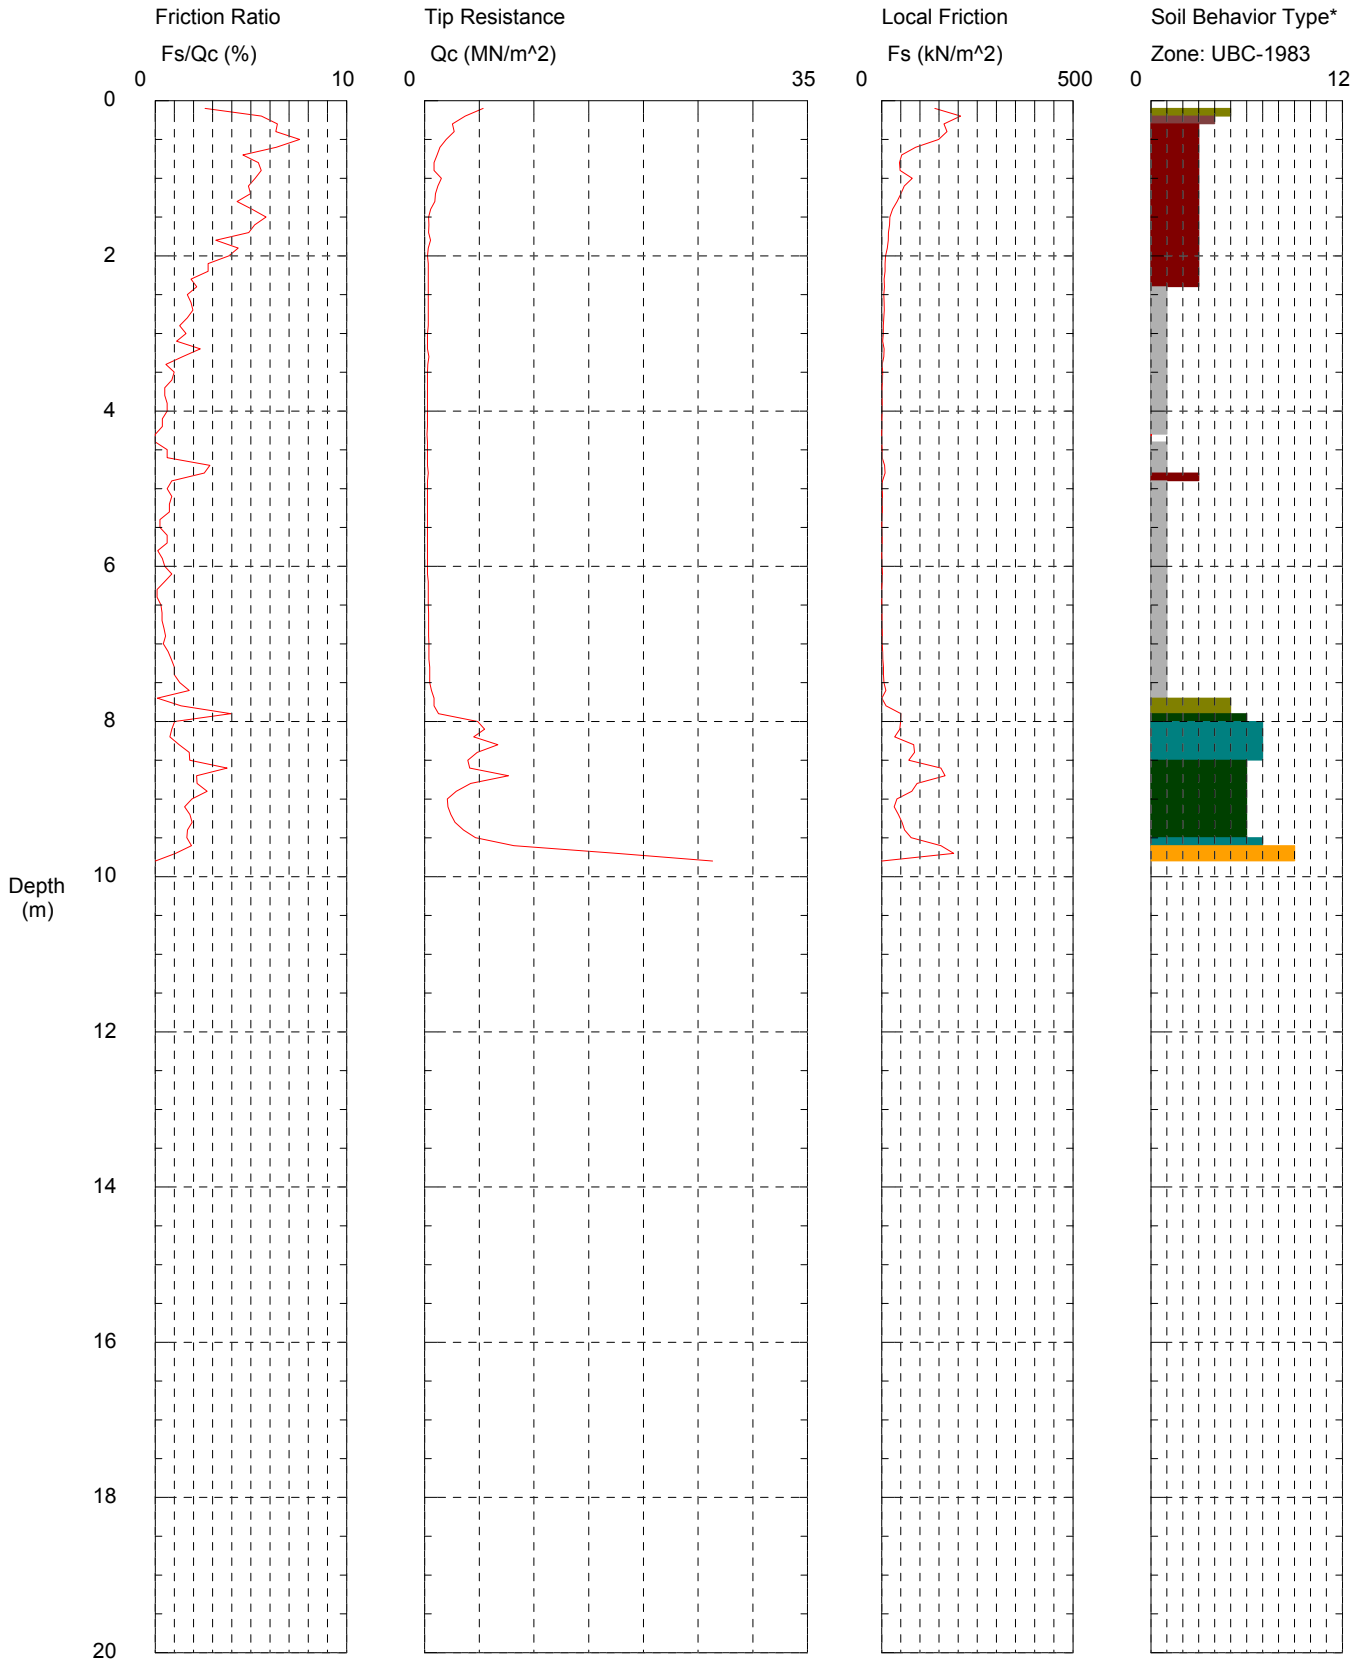 Friction Ratio Tip Resistance Local Friction Soil Behavior Type*
Fs/Qc (%) Qc (MN/m^2) Fs (kN/m^2) Zone: UBC-1983
0 10 0 35 0 500 0 12
0
2
4
6
8
10
Depth
(m)
12
14
16
18
20